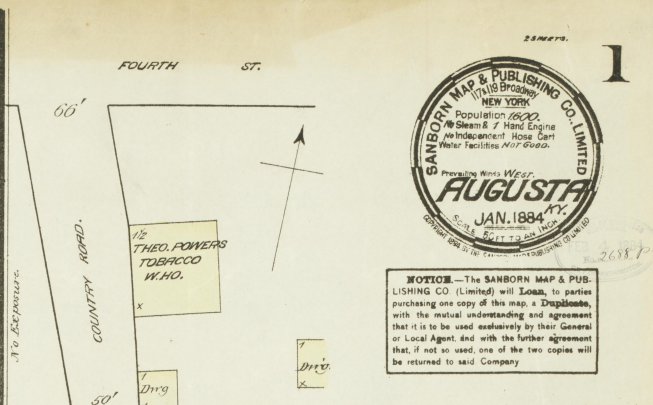 2 SHEETS.
1
FOURTH ST.
66'
COUNTRY ROAD.
No Exposure.
50'
1½
THEO. POWERS
TOBACCO
W.HO.
X
1
Dwg
1
Dwg.
X
SANBORN MAP & PUBLISHING CO., LIMITED
117 & 119 Broadway
NEW YORK
Population 1600.
No Steam & 1 Hand Engine
No Independent Hose Cart
Water Facilities NOT GOOD.
Prevailing Winds WEST.
AUGUSTA
KY.
JAN. 1884
SCALE 50 FT TO AN INCH
COPYRIGHT 1884 BY THE SANBORN MAP & PUBLISHING CO LIMITED
2688
NOTICE.—The SANBORN MAP & PUB-
LISHING CO. (Limited) will Loan, to parties
purchasing one copy of this map, a Duplicate,
with the mutual understanding and agreement
that it is to be used exclusively by their General
or Local Agent, and with the further agreement
that, if not so used, one of the two copies will
be returned to said Company